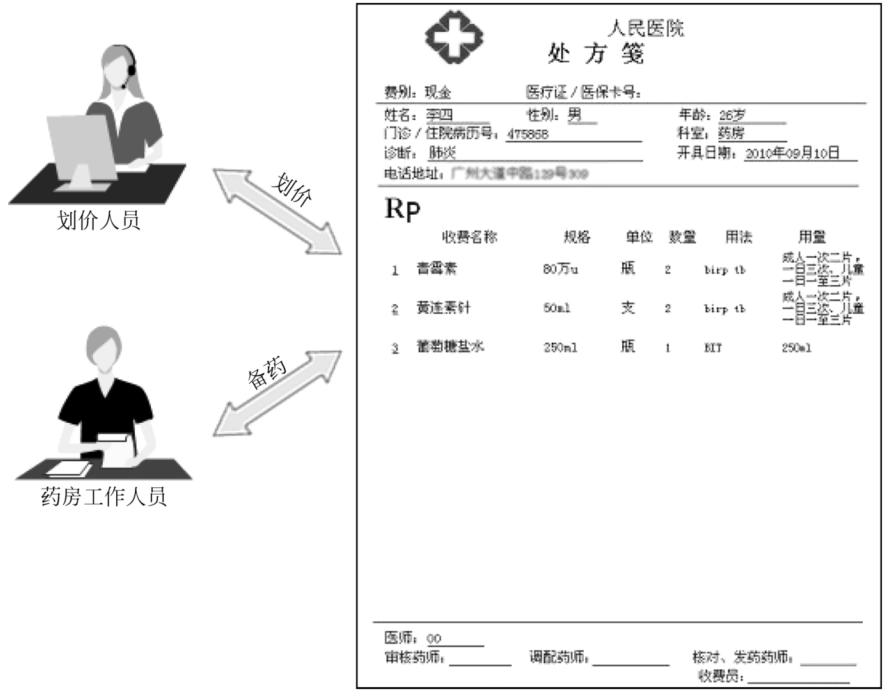 人民医院
处方笺
费别：现金 医疗证／医保卡号：
姓名：李四 性别：男 年龄：26岁
门诊／住院病历号：475868 科室：药房
诊断：肺炎 开具日期：2010年09月10日
电话地址：广州大道中路129号309
Rp
收费名称 规格 单位 数量 用法 用量
1 青霉素 80万u 瓶 2 birp tb 成人一次二片，一日三次、儿童一日一至三片
2 黄连素针 50ml 支 2 birp tb 成人一次二片，一日三次、儿童一日一至三片
3 葡萄糖盐水 250ml 瓶 1 BIT 250ml
医师：00
审核药师： 调配药师： 核对、发药药师：
收费员：
划价人员
划价
备药
药房工作人员